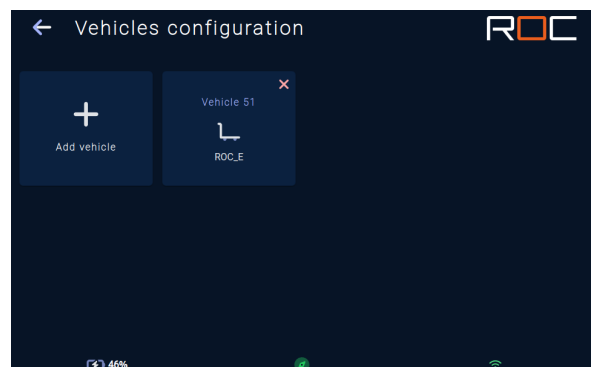 Vehicles configuration
ROC
Vehicle 51
Add vehicle
ROC_E
46%